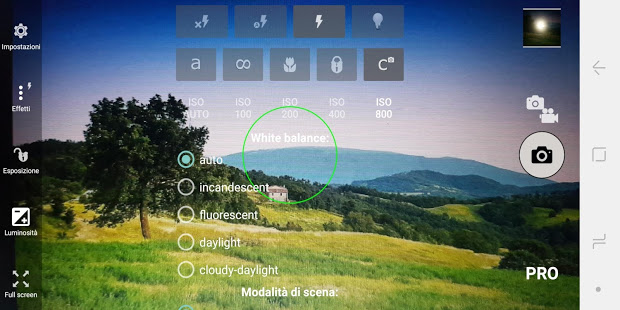 Impostazioni
Effetti
Esposizione
Luminosità
Full screen
a
C
ISO AUTO
ISO 100
ISO 200
ISO 400
ISO 800
White balance:
auto
incandescent
fluorescent
daylight
cloudy-daylight
Modalità di scena:
PRO